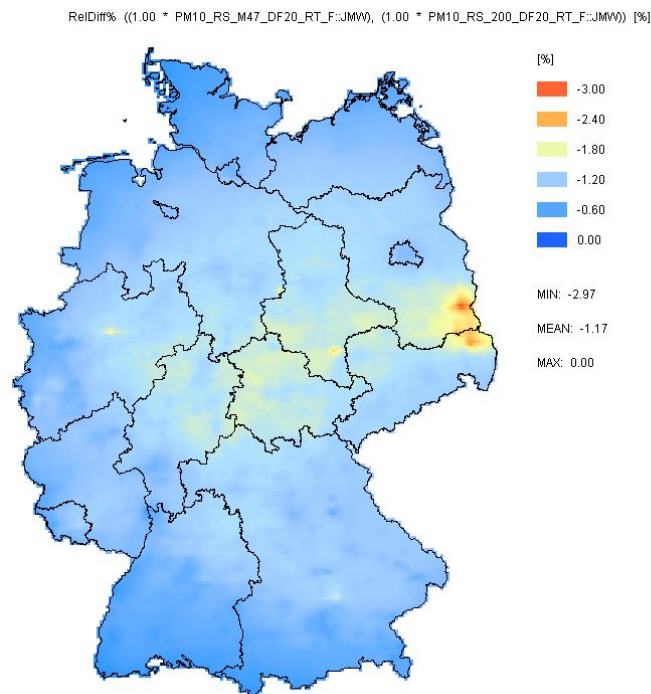 RelDiff% ((1.00 * PM10_RS_M47_DF20_RT_F::JMW), (1.00 * PM10_RS_200_DF20_RT_F::JMW)) [%]
[%]
-3.00
-2.40
-1.80
-1.20
-0.60
0.00
MIN: -2.97
MEAN: -1.17
MAX: 0.00